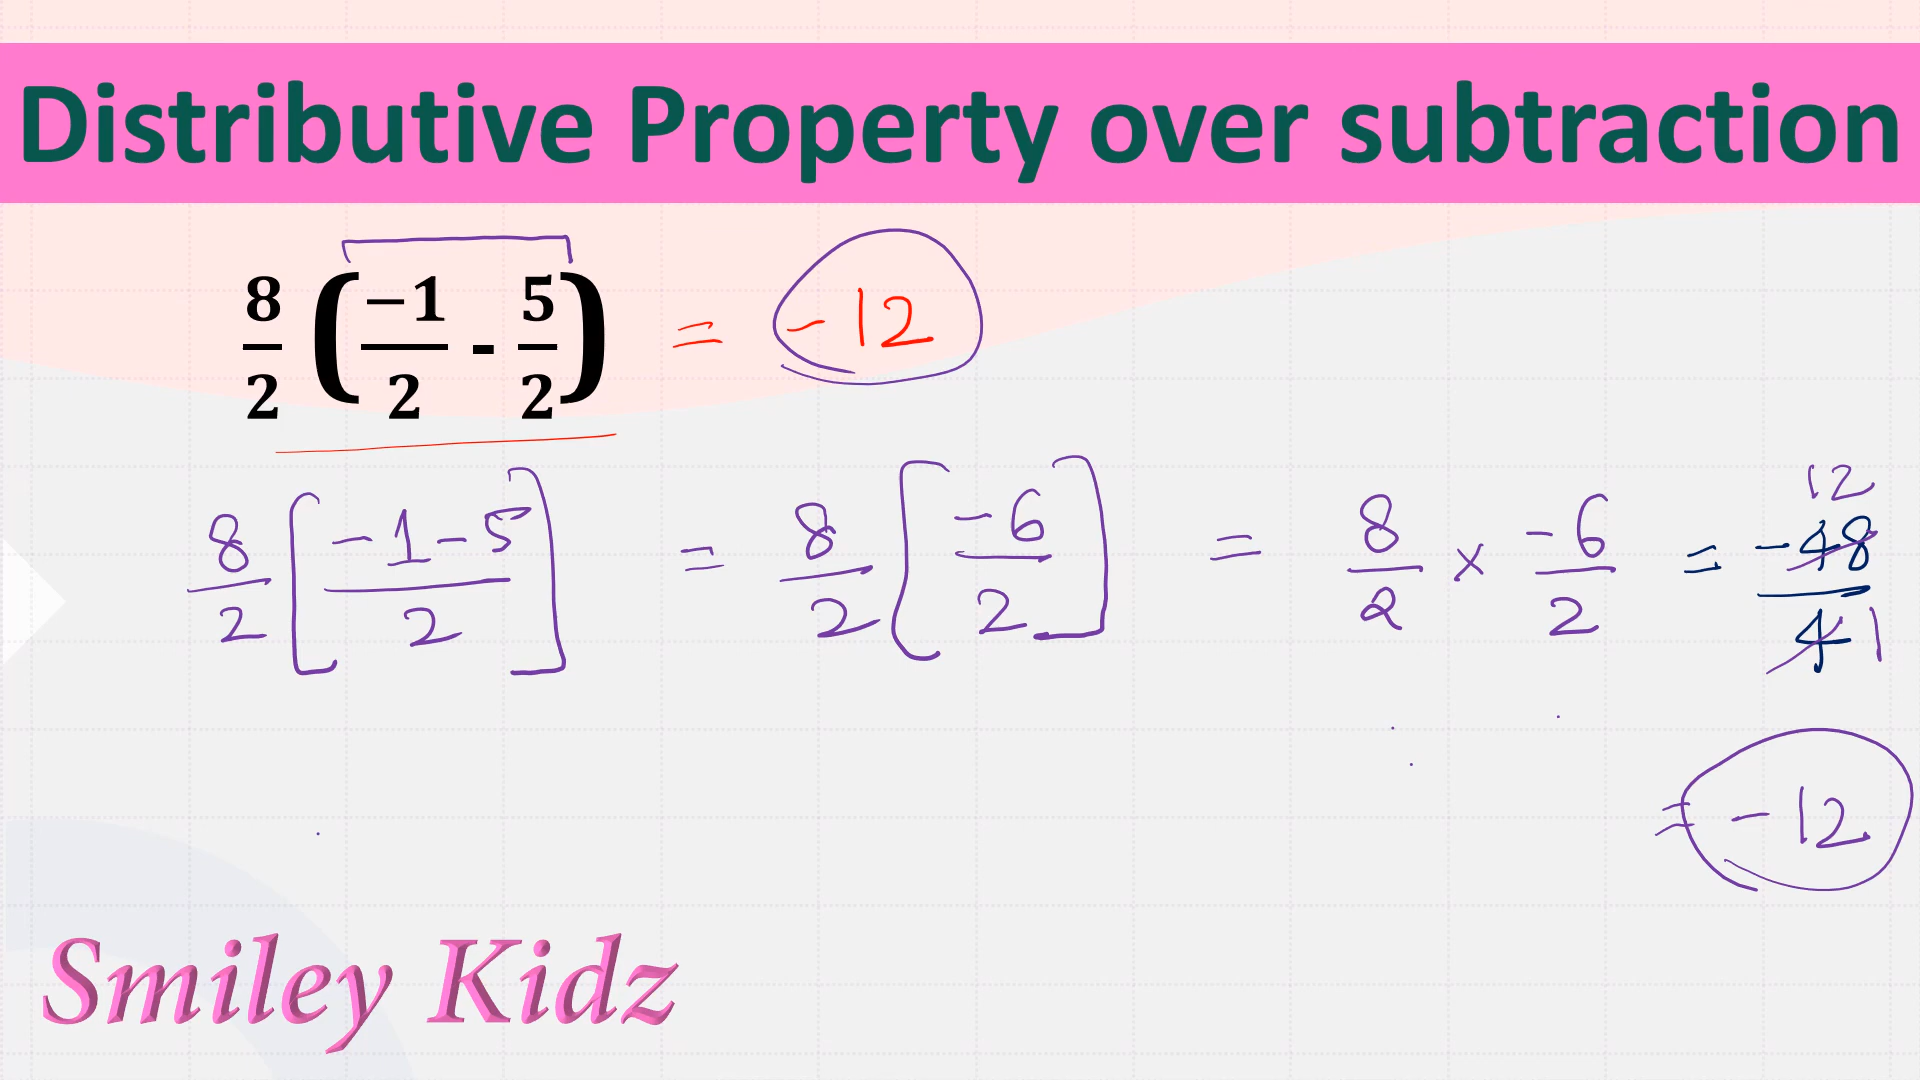 Distributive Property over subtraction
8/2 (−1/2 - 5/2) = -12
8/2 [-1-5/2] = 8/2 [-6/2] = 8/2 × -6/2 = -48/4 12 1
= -12
Smiley Kidz